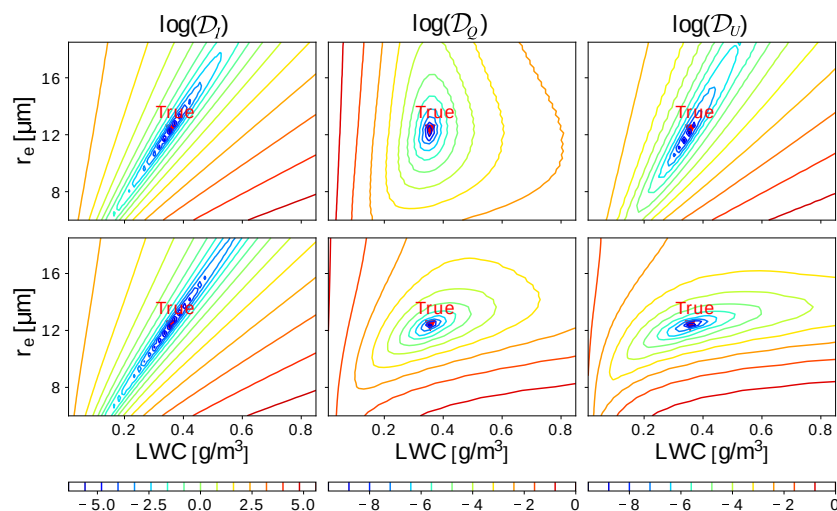 log(𝒟_I) log(𝒟_Q) log(𝒟_U)
r_e [μm]
16
12
8
True True True
r_e [μm]
16
12
8
True True True
0.2 0.4 0.6 0.8 0.2 0.4 0.6 0.8 0.2 0.4 0.6 0.8
LWC [g/m³] LWC [g/m³] LWC [g/m³]
−5.0 −2.5 0.0 2.5 5.0 −8 −6 −4 −2 0 −8 −6 −4 −2 0